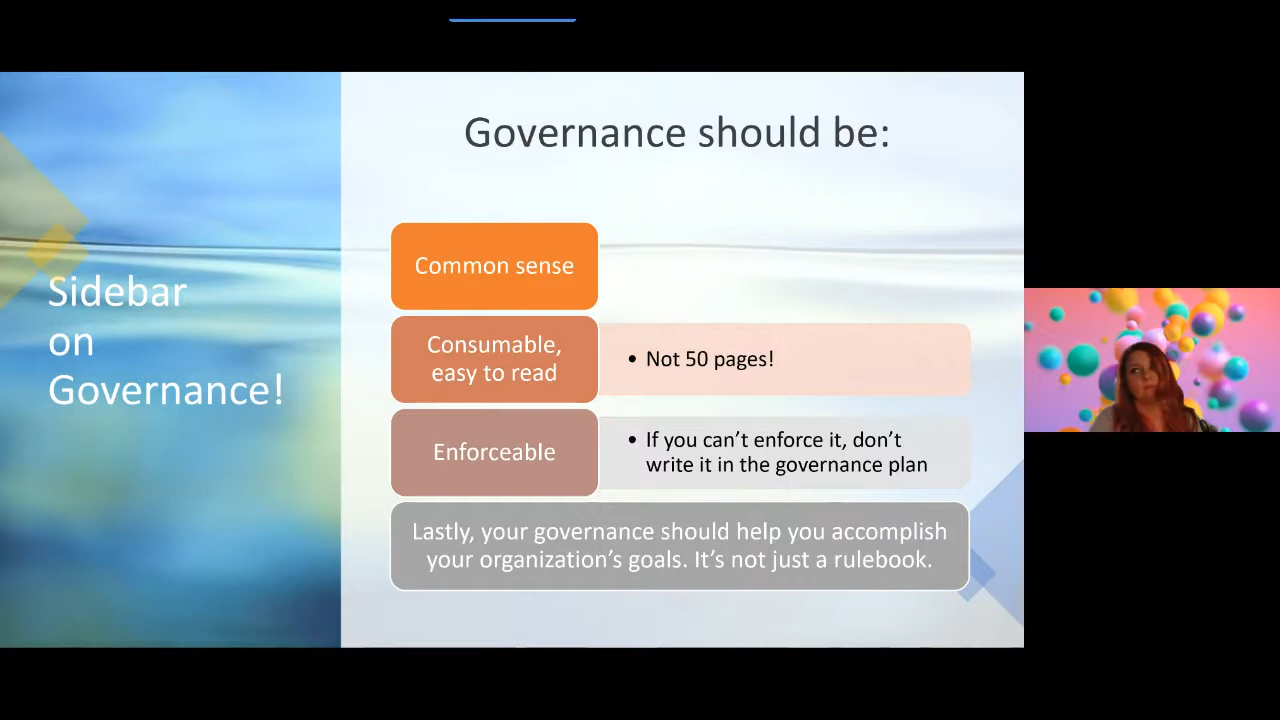 Sidebar
on
Governance!
Governance should be:
Common sense
Consumable,
easy to read
• Not 50 pages!
Enforceable
• If you can’t enforce it, don’t
write it in the governance plan
Lastly, your governance should help you accomplish
your organization’s goals. It’s not just a rulebook.